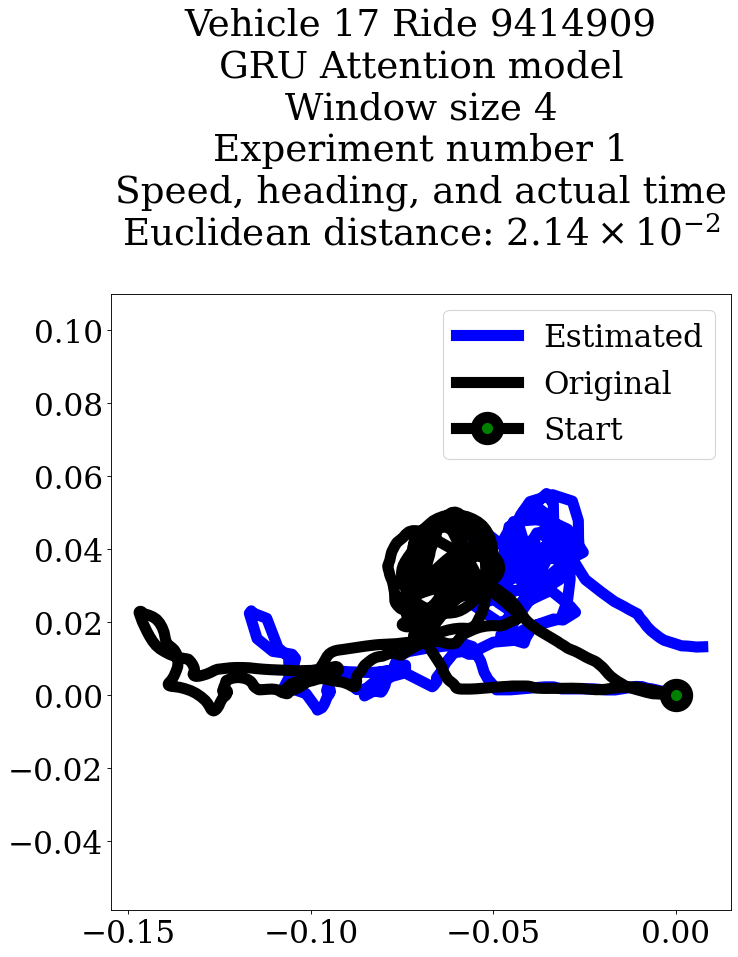 Vehicle 17 Ride 9414909
GRU Attention model
Window size 4
Experiment number 1
Speed, heading, and actual time
Euclidean distance: 2.14 × 10⁻²
Estimated
Original
Start
0.10
0.08
0.06
0.04
0.02
0.00
−0.02
−0.04
−0.15
−0.10
−0.05
0.00